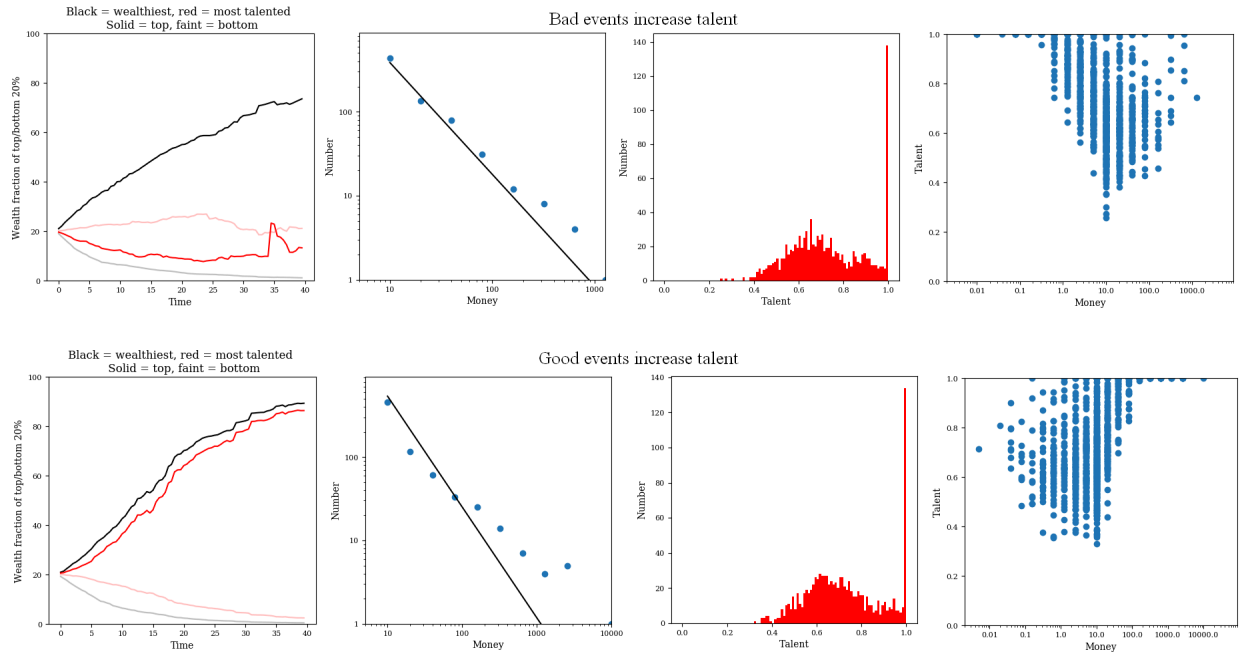 Bad events increase talent
Black = wealthiest, red = most talented
Solid = top, faint = bottom
Wealth fraction of top/bottom 20%
100
80
60
40
20
0
0 5 10 15 20 25 30 35 40
Time
Number
100
10
1
10 100 1000
Money
Number
140
120
100
80
60
40
20
0
0.0 0.2 0.4 0.6 0.8 1.0
Talent
Talent
1.0
0.8
0.6
0.4
0.2
0.0
0.01 0.1 1.0 10.0 100.0 1000.0
Money
Good events increase talent
Black = wealthiest, red = most talented
Solid = top, faint = bottom
Wealth fraction of top/bottom 20%
100
80
60
40
20
0
0 5 10 15 20 25 30 35 40
Time
Number
100
10
1
10 100 1000 10000
Money
Number
140
120
100
80
60
40
20
0
0.0 0.2 0.4 0.6 0.8 1.0
Talent
Talent
1.0
0.8
0.6
0.4
0.2
0.0
0.01 0.1 1.0 10.0 100.0 1000.0 10000.0
Money